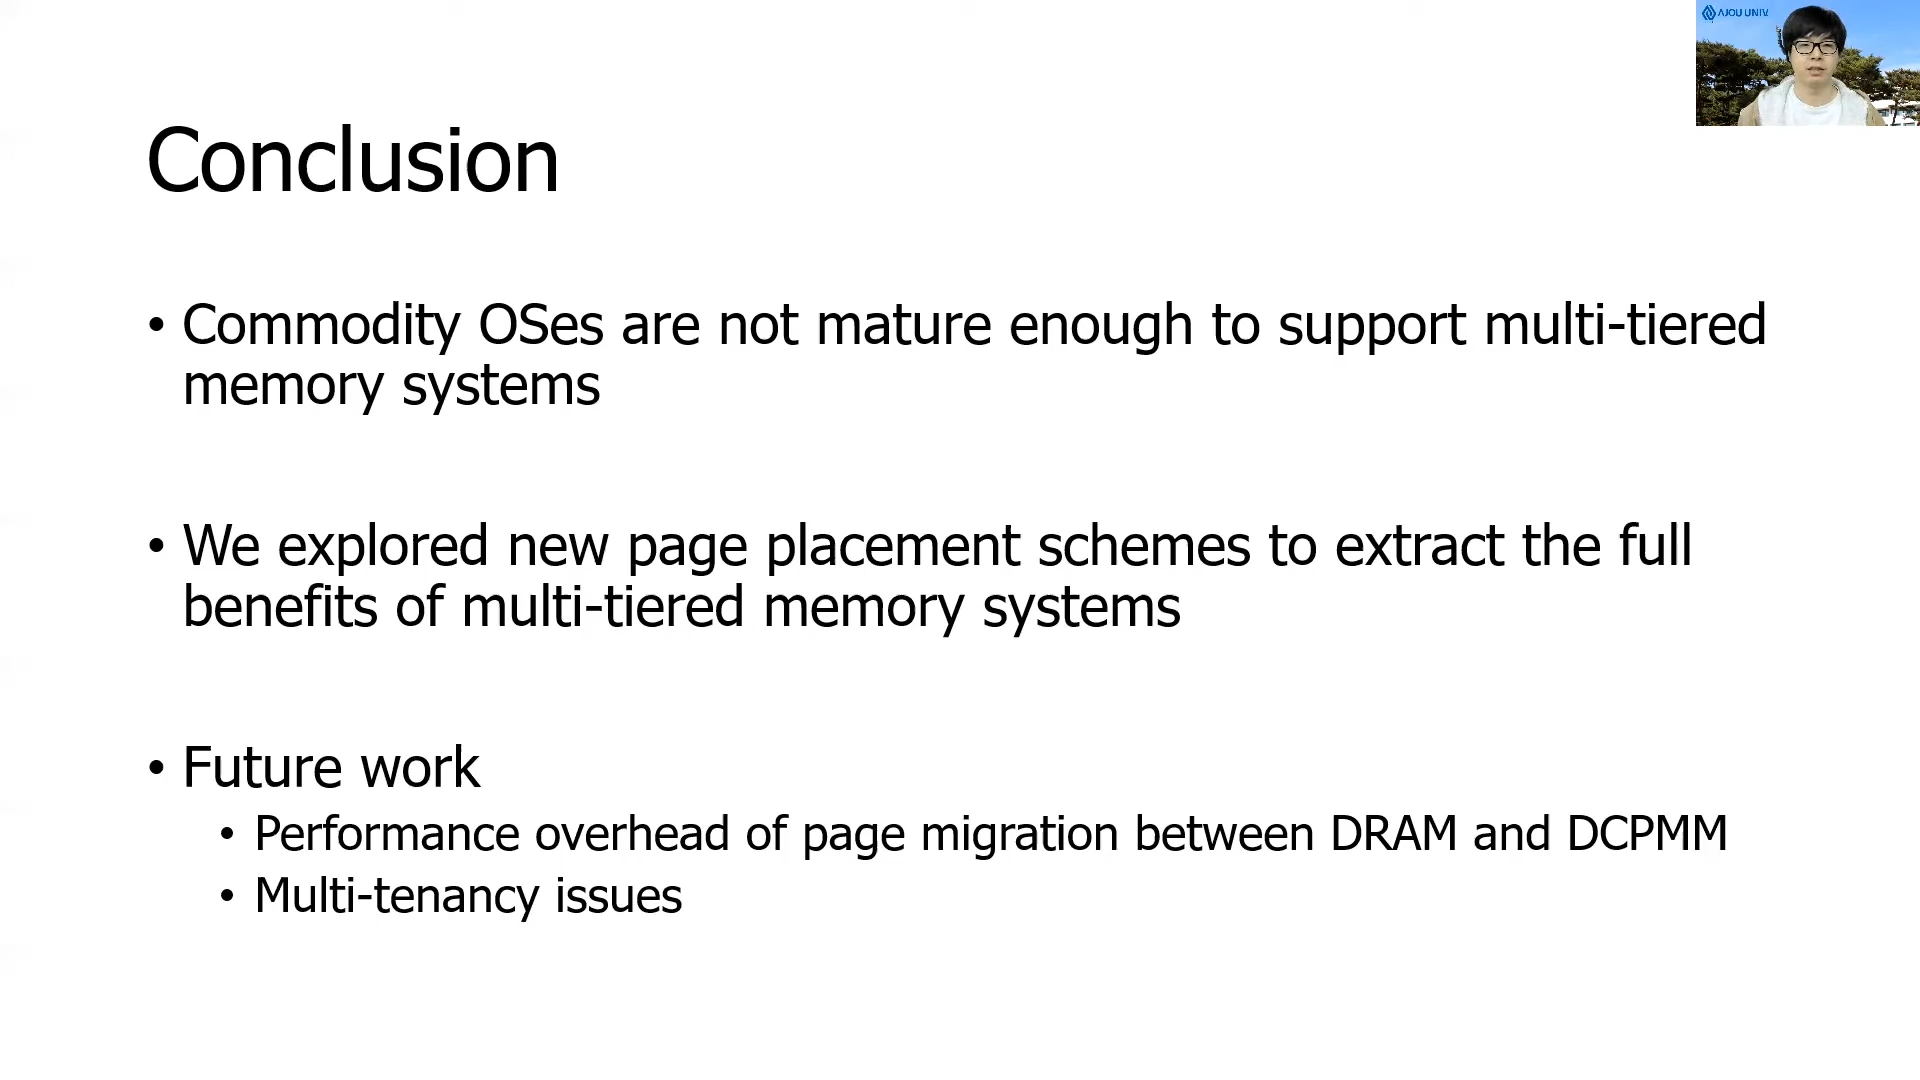 AJOU UNIV.
Conclusion
• Commodity OSes are not mature enough to support multi-tiered
memory systems
• We explored new page placement schemes to extract the full
benefits of multi-tiered memory systems
• Future work
• Performance overhead of page migration between DRAM and DCPMM
• Multi-tenancy issues